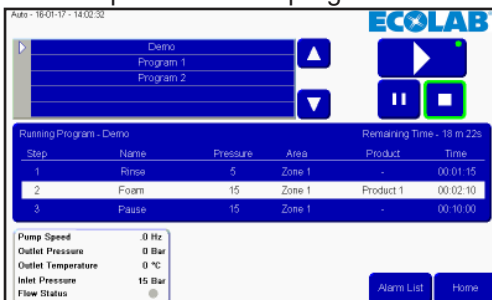 Auto - 16-01-17 - 14:02:32
ECOLAB
Demo
Program 1
Program 2
Running Program - Demo Remaining Time - 18 m 22s
Step Name Pressure Area Product Time
1 Rinse 5 Zone 1 - 00:01:15
2 Foam 15 Zone 1 Product 1 00:02:10
3 Pause 15 Zone 1 - 00:10:00
Pump Speed .0 Hz
Outlet Pressure 0 Bar
Outlet Temperature 0 °C
Inlet Pressure 15 Bar
Flow Status
Alarm List Home